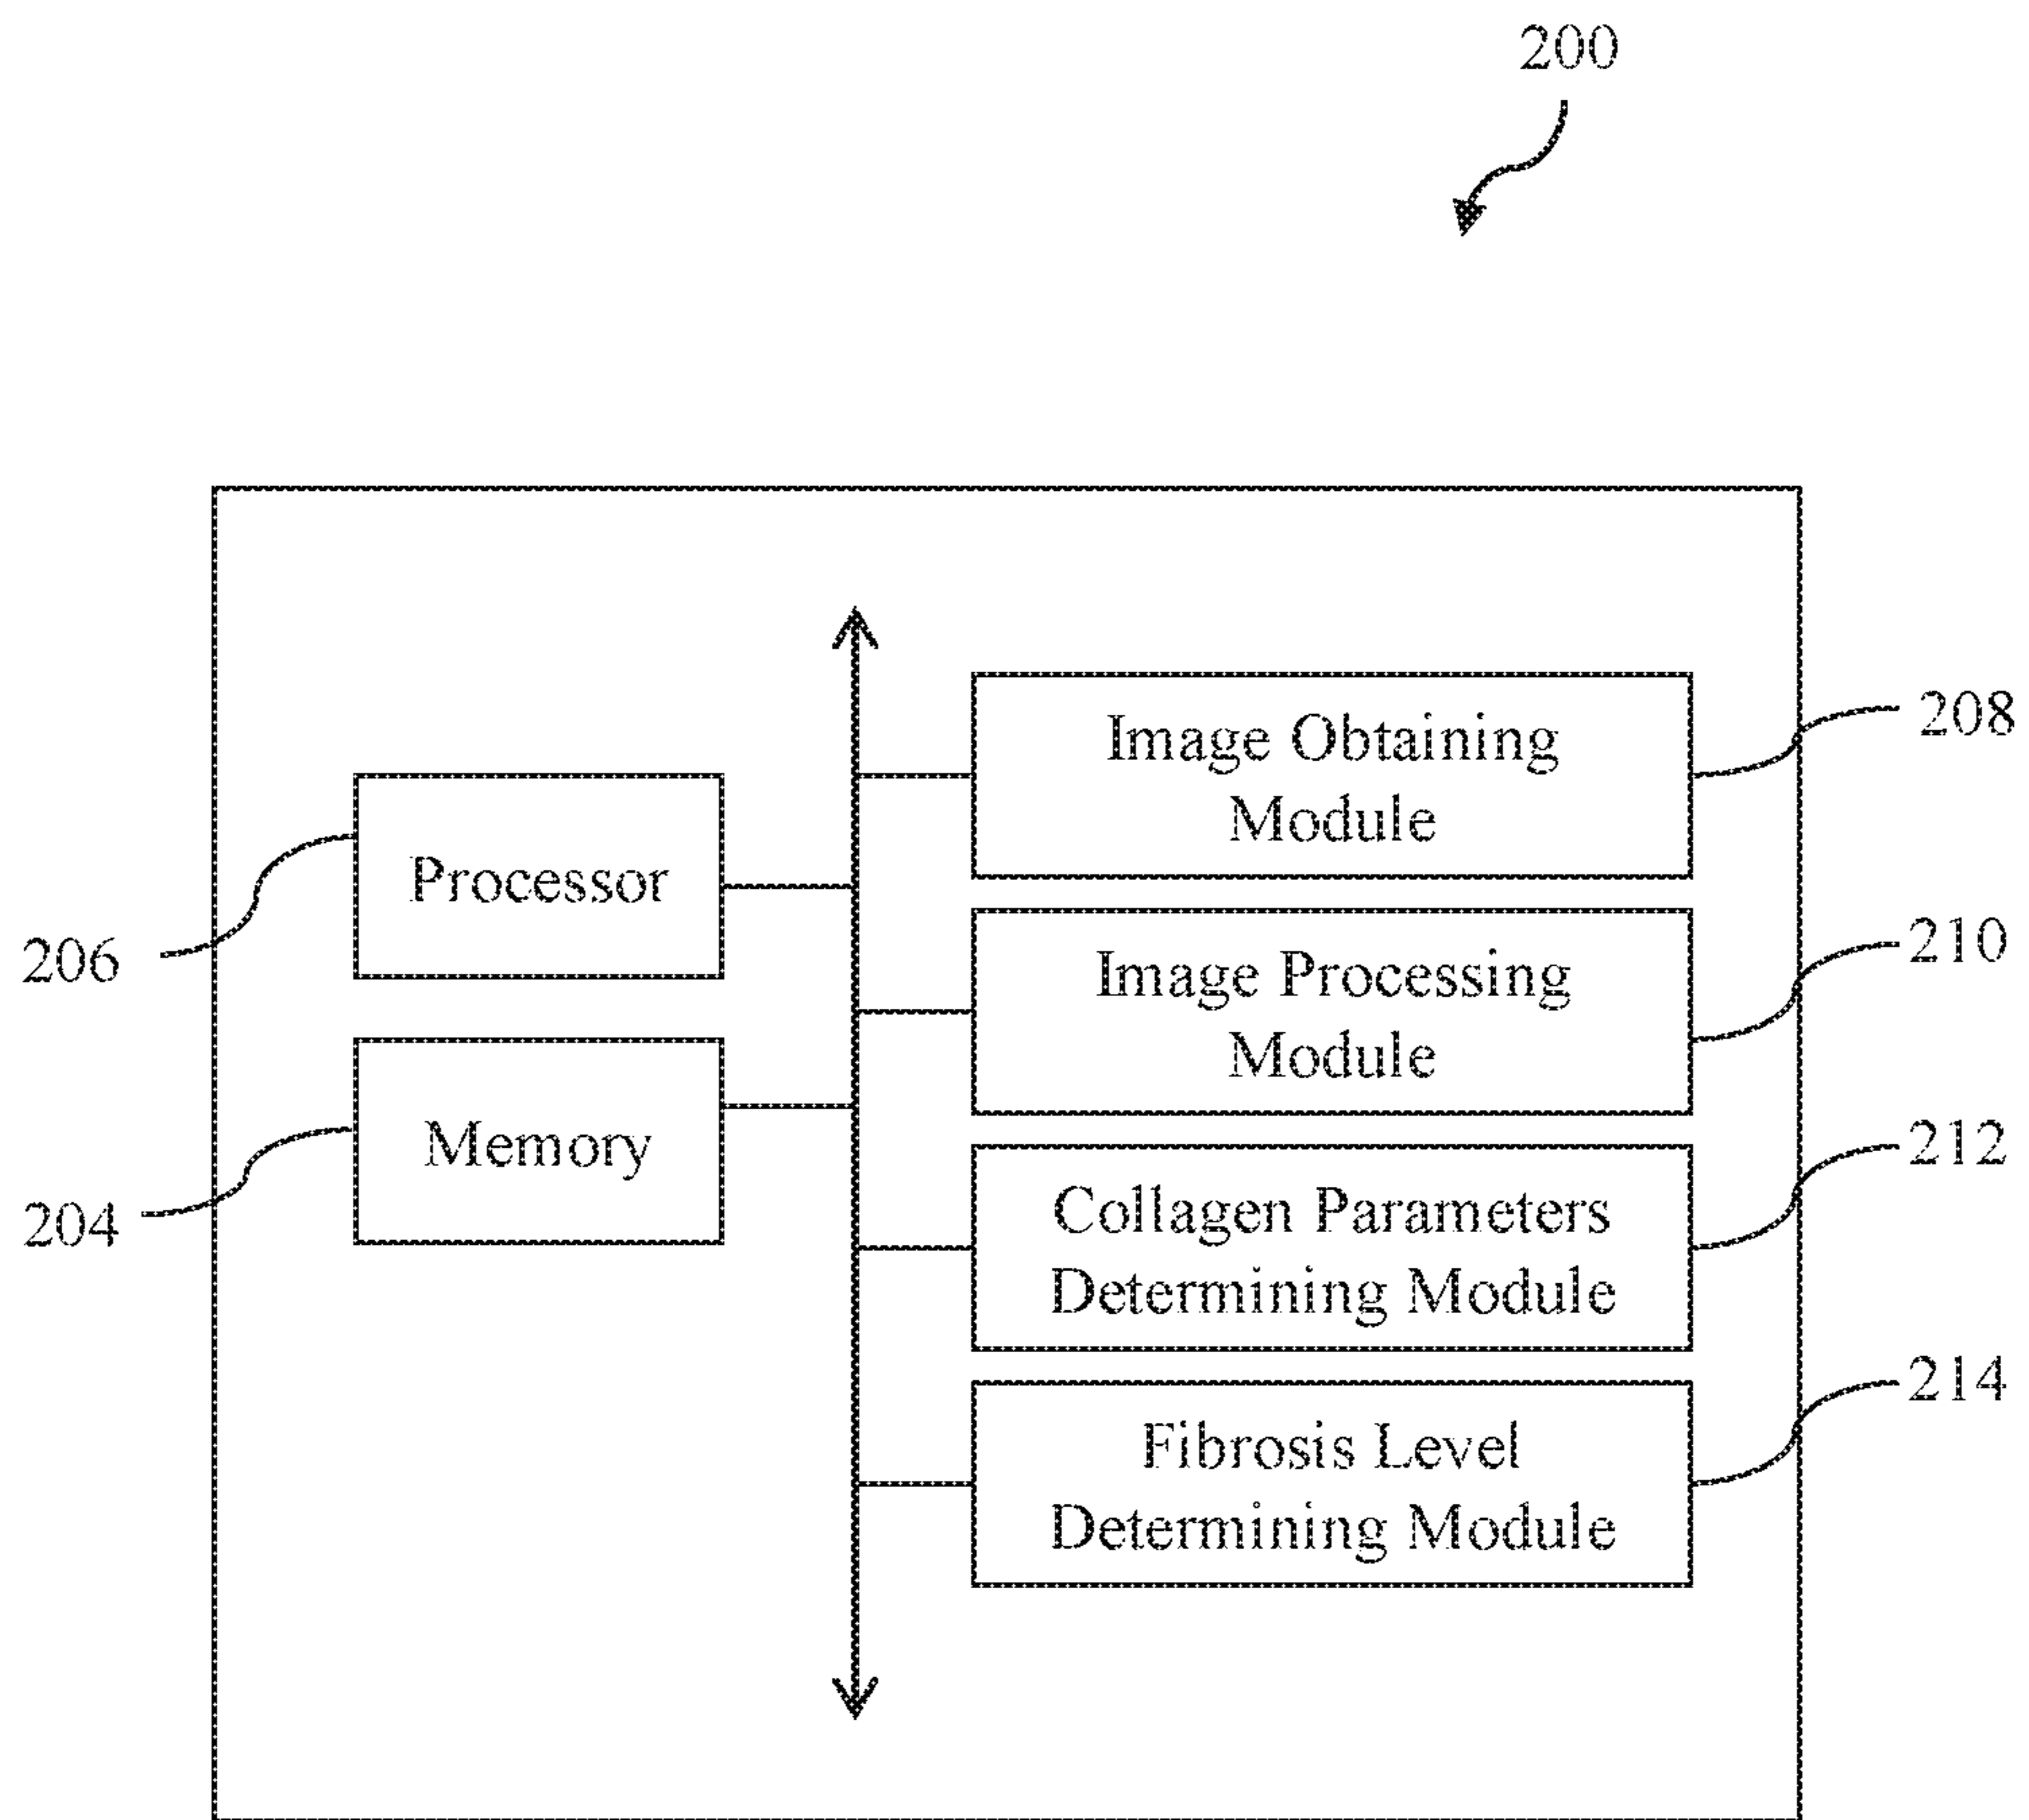 200
Image Obtaining
Module
208
Processor
206
Image Processing
Module
210
Memory
204
Collagen Parameters
Determining Module
212
Fibrosis Level
Determining Module
214